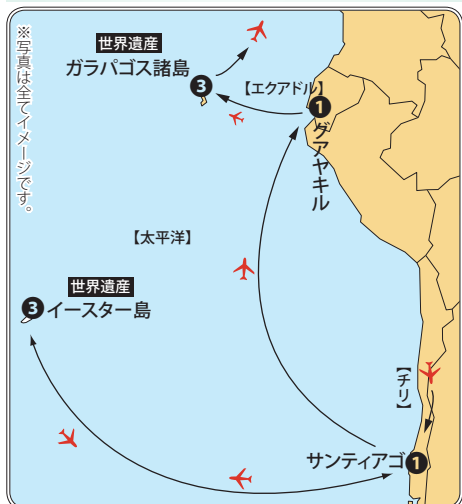 ※写真は全てイメージです。
世界遺産
ガラパゴス諸島
3
【エクアドル】
1
グアヤキル
【太平洋】
世界遺産
3 イースター島
【チリ】
サンティアゴ 1